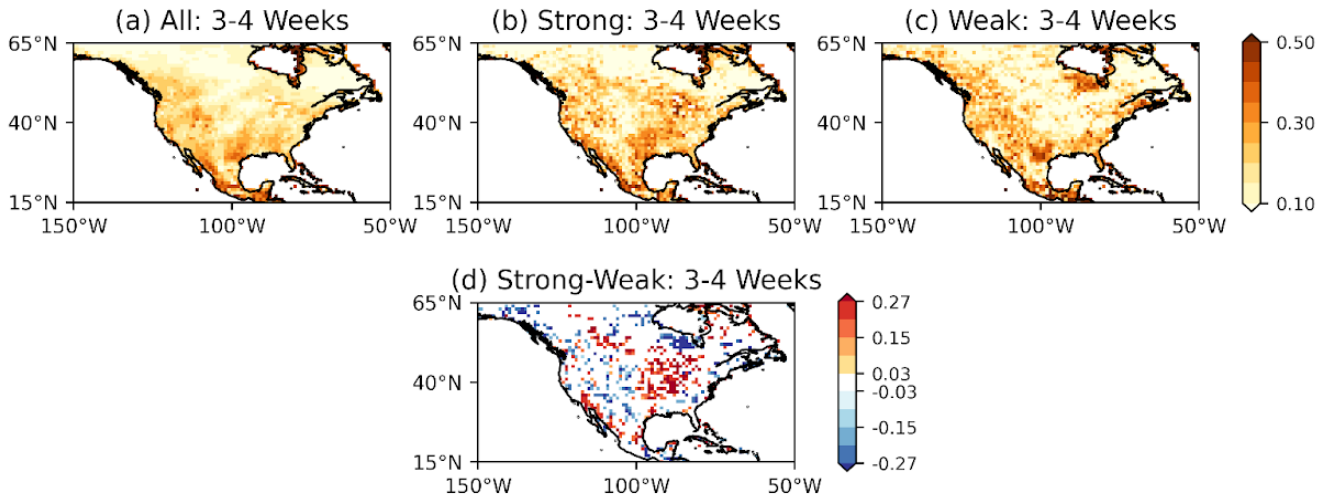 (a) All: 3-4 Weeks
(b) Strong: 3-4 Weeks
(c) Weak: 3-4 Weeks
65°N
40°N
15°N
150°W
100°W
50°W
65°N
40°N
15°N
150°W
100°W
50°W
65°N
40°N
15°N
150°W
100°W
50°W
0.50
0.30
0.10
(d) Strong-Weak: 3-4 Weeks
65°N
40°N
15°N
150°W
100°W
50°W
0.27
0.15
0.03
-0.03
-0.15
-0.27